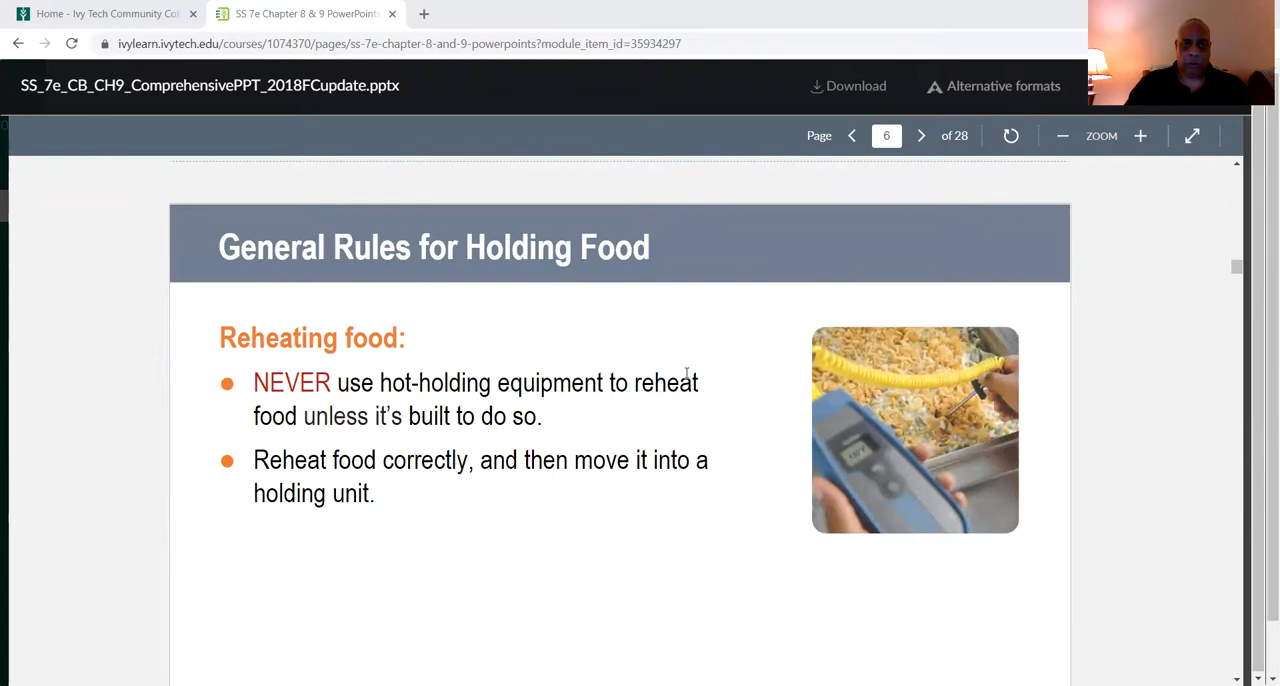 Home - Ivy Tech Community Col
SS 7e Chapter 8 & 9 PowerPoints
ivylearn.ivytech.edu/courses/1074370/pages/ss-7e-chapter-8-and-9-powerpoints?module_item_id=35934297
SS_7e_CB_CH9_ComprehensivePPT_2018FCupdate.pptx
Download
Alternative formats
Page
6
of 28
ZOOM
General Rules for Holding Food
Reheating food:
NEVER use hot-holding equipment to reheat
food unless it's built to do so.
Reheat food correctly, and then move it into a
holding unit.